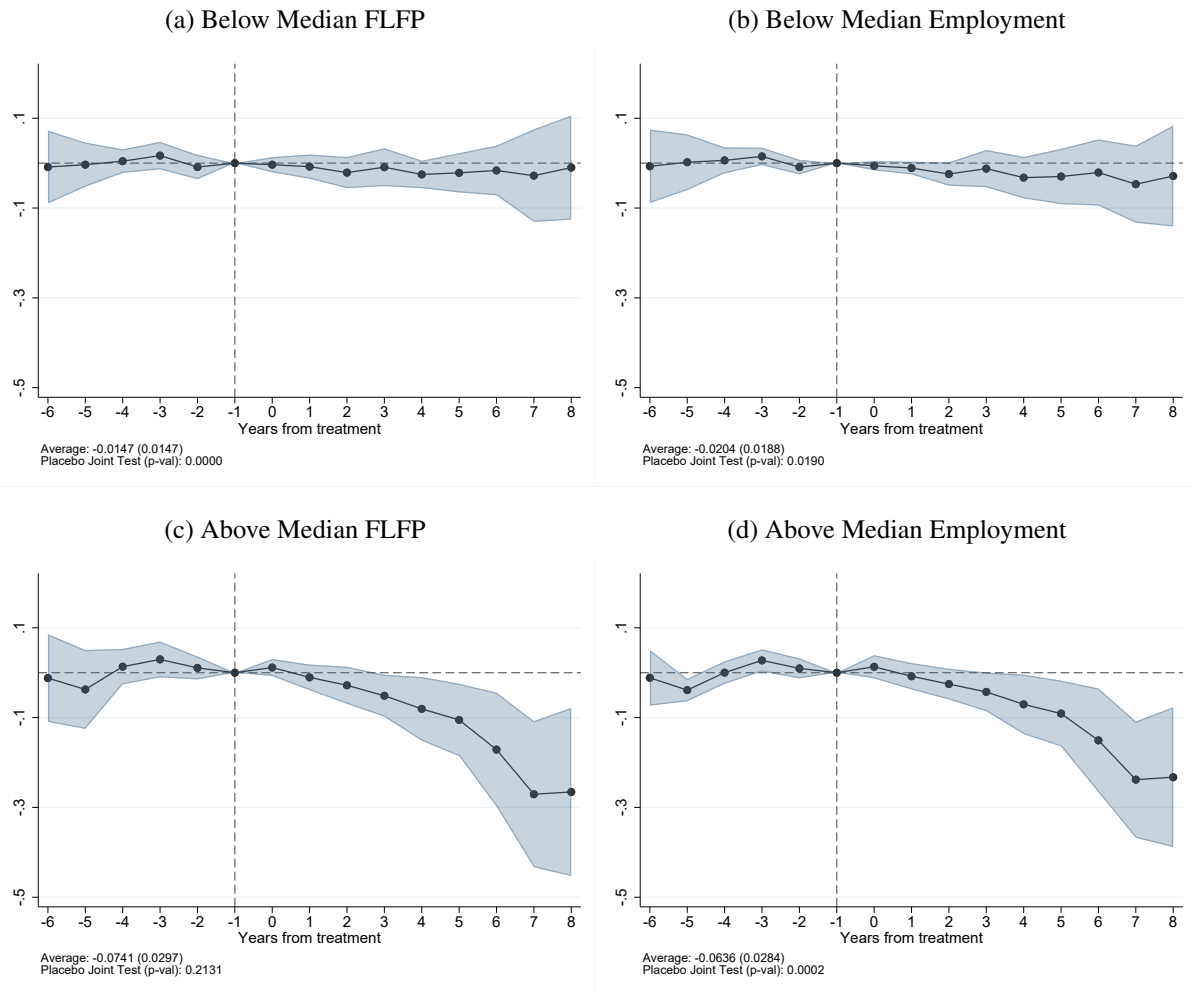 (a) Below Median FLFP
(b) Below Median Employment
.1
-.1
-.3
-.5
-6 -5 -4 -3 -2 -1 0 1 2 3 4 5 6 7 8
Years from treatment
Average: -0.0147 (0.0147)
Placebo Joint Test (p-val): 0.0000
.1
-.1
-.3
-.5
-6 -5 -4 -3 -2 -1 0 1 2 3 4 5 6 7 8
Years from treatment
Average: -0.0204 (0.0188)
Placebo Joint Test (p-val): 0.0190
(c) Above Median FLFP
(d) Above Median Employment
.1
-.1
-.3
-.5
-6 -5 -4 -3 -2 -1 0 1 2 3 4 5 6 7 8
Years from treatment
Average: -0.0741 (0.0297)
Placebo Joint Test (p-val): 0.2131
.1
-.1
-.3
-.5
-6 -5 -4 -3 -2 -1 0 1 2 3 4 5 6 7 8
Years from treatment
Average: -0.0636 (0.0284)
Placebo Joint Test (p-val): 0.0002